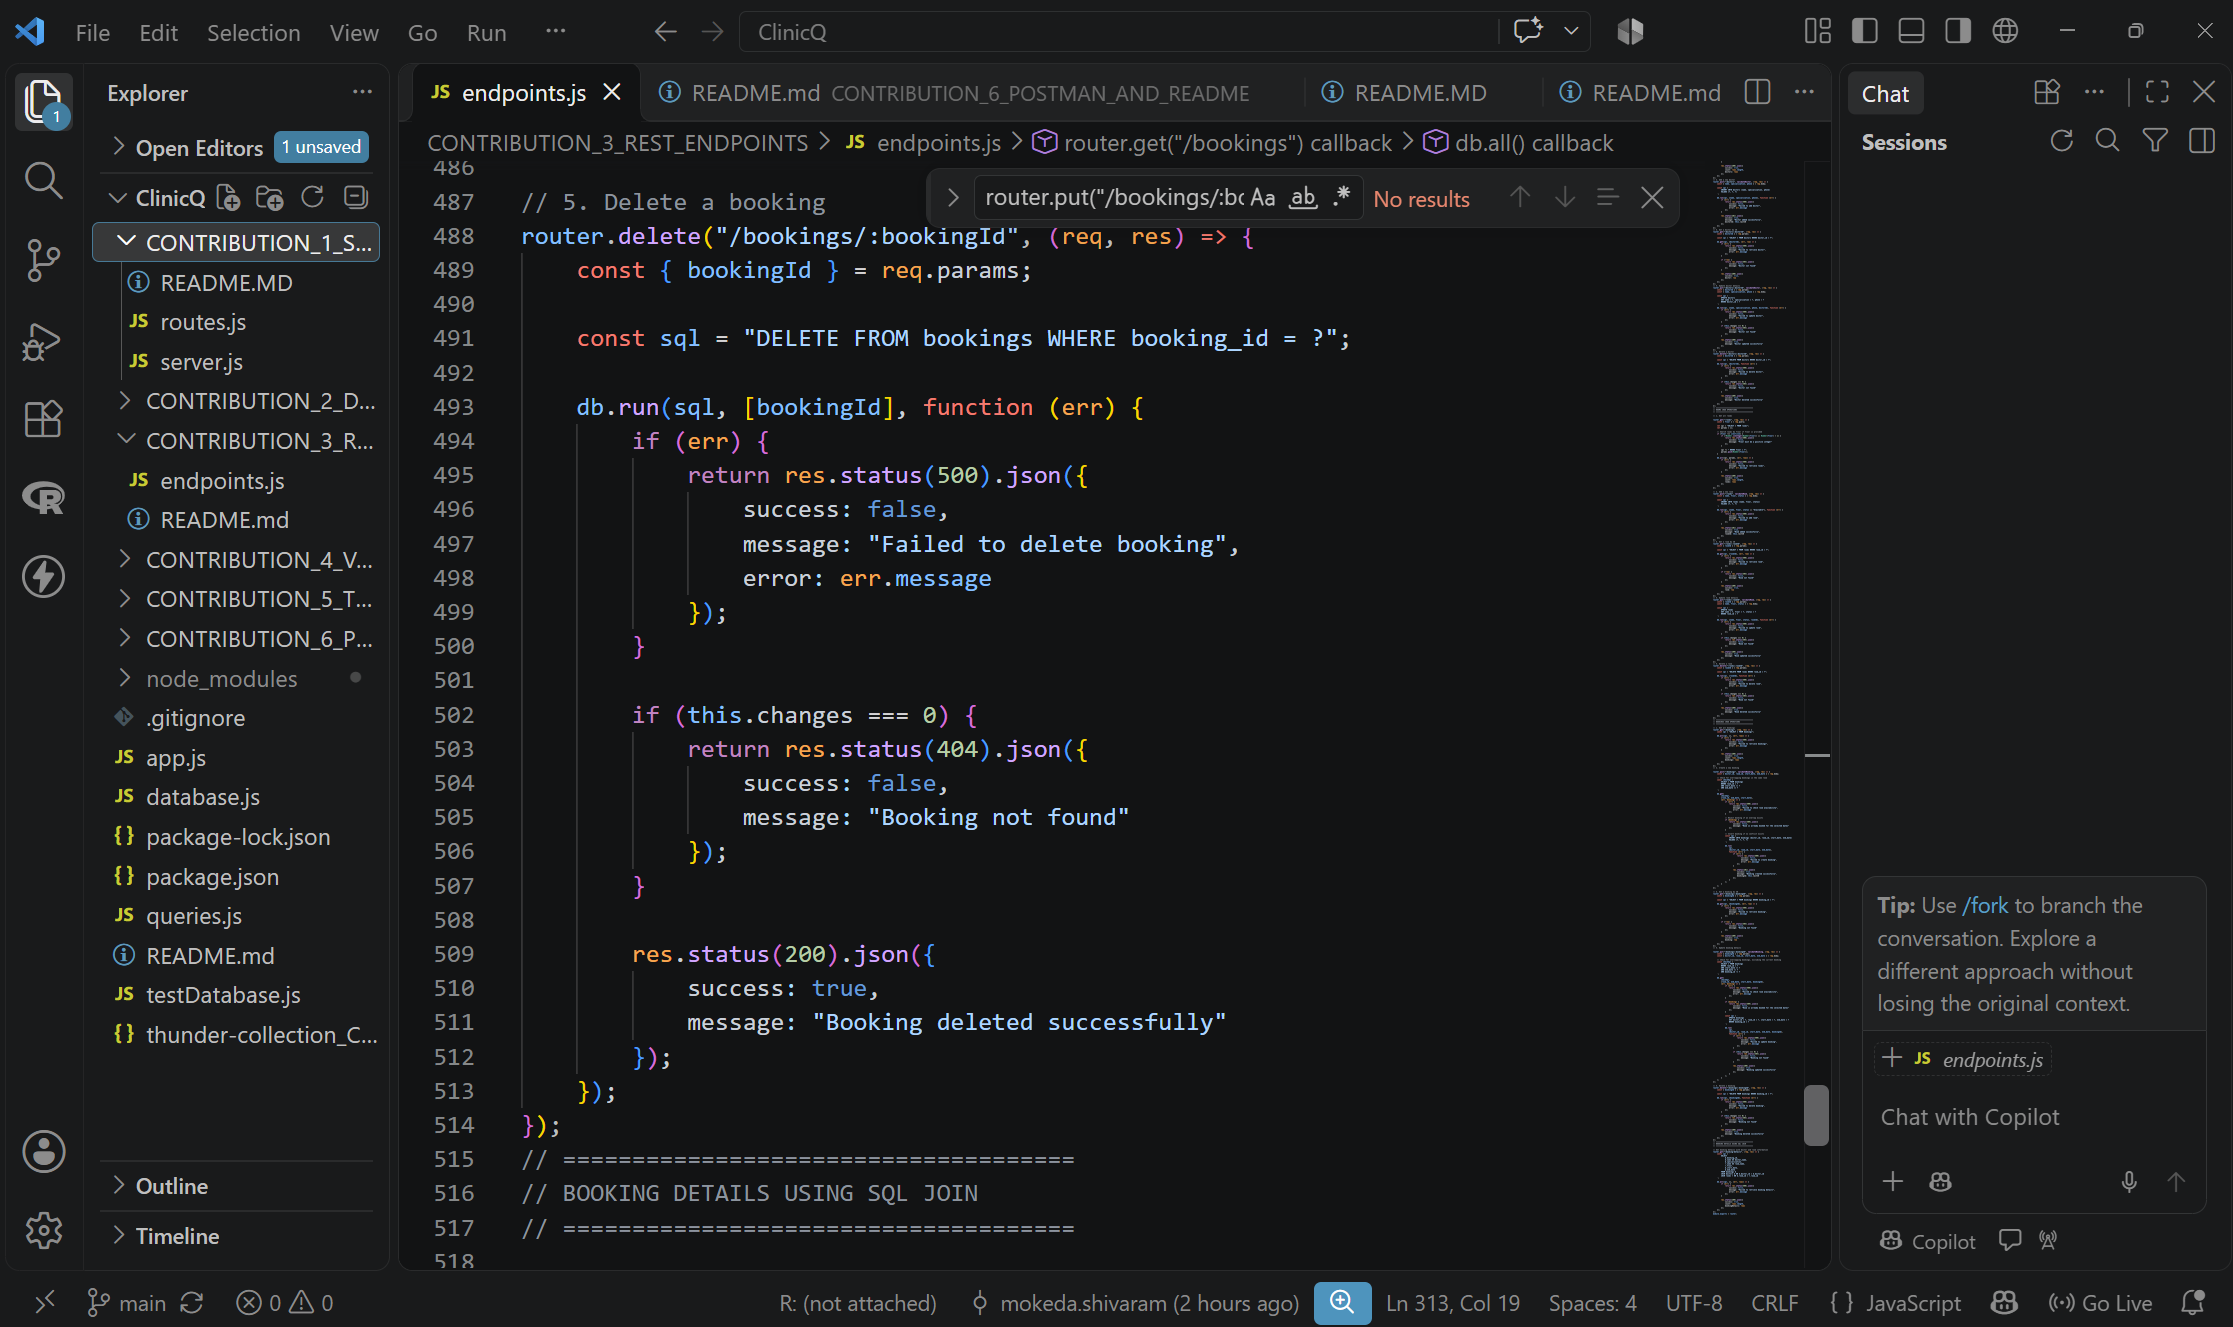 File Edit Selection View Go Run ···
ClinicQ
Explorer
Open Editors 1 unsaved
ClinicQ
CONTRIBUTION_1_S...
README.MD
JS routes.js
JS server.js
CONTRIBUTION_2_D...
CONTRIBUTION_3_R...
JS endpoints.js
README.md
CONTRIBUTION_4_V...
CONTRIBUTION_5_T...
CONTRIBUTION_6_P...
node_modules
.gitignore
JS app.js
JS database.js
{} package-lock.json
{} package.json
JS queries.js
README.md
JS testDatabase.js
{} thunder-collection_C...
Outline
Timeline
1
JS endpoints.js
README.md CONTRIBUTION_6_POSTMAN_AND_README
README.MD
README.md
CONTRIBUTION_3_REST_ENDPOINTS > JS endpoints.js > router.get("/bookings") callback > db.all() callback
router.put("/bookings/:bc Aa ab .* No results
486
487 // 5. Delete a booking
488 router.delete("/bookings/:bookingId", (req, res) => {
489 const { bookingId } = req.params;
490
491 const sql = "DELETE FROM bookings WHERE booking_id = ?";
492
493 db.run(sql, [bookingId], function (err) {
494 if (err) {
495 return res.status(500).json({
496 success: false,
497 message: "Failed to delete booking",
498 error: err.message
499 });
500 }
501
502 if (this.changes === 0) {
503 return res.status(404).json({
504 success: false,
505 message: "Booking not found"
506 });
507 }
508
509 res.status(200).json({
510 success: true,
511 message: "Booking deleted successfully"
512 });
513 });
514 });
515 // =====================================
516 // BOOKING DETAILS USING SQL JOIN
517 // =====================================
518
Chat
Sessions
Tip: Use /fork to branch the
conversation. Explore a
different approach without
losing the original context.
JS endpoints.js
Chat with Copilot
Copilot
main 0 0 R: (not attached) mokeda.shivaram (2 hours ago) Ln 313, Col 19 Spaces: 4 UTF-8 CRLF {} JavaScript Go Live